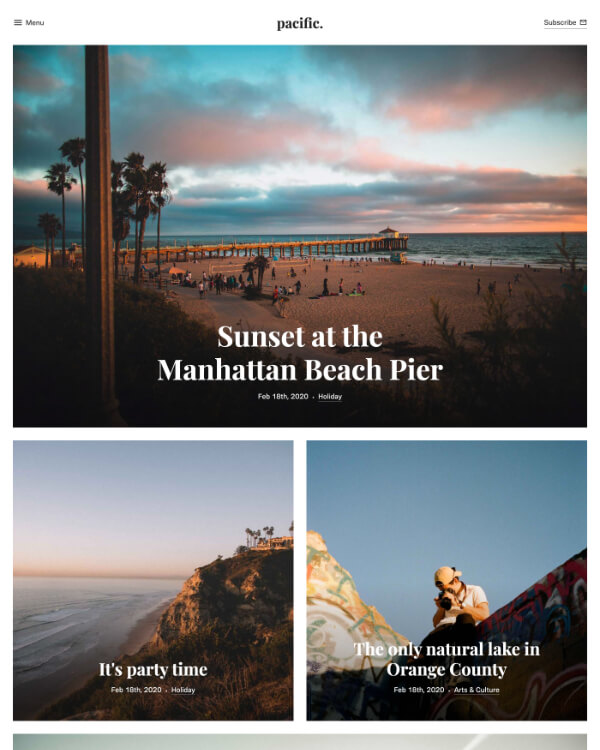 Menu
pacific.
Subscribe
Sunset at the
Manhattan Beach Pier
Feb 18th, 2020 • Holiday
It's party time
Feb 18th, 2020 • Holiday
The only natural lake in
Orange County
Feb 18th, 2020 • Arts & Culture